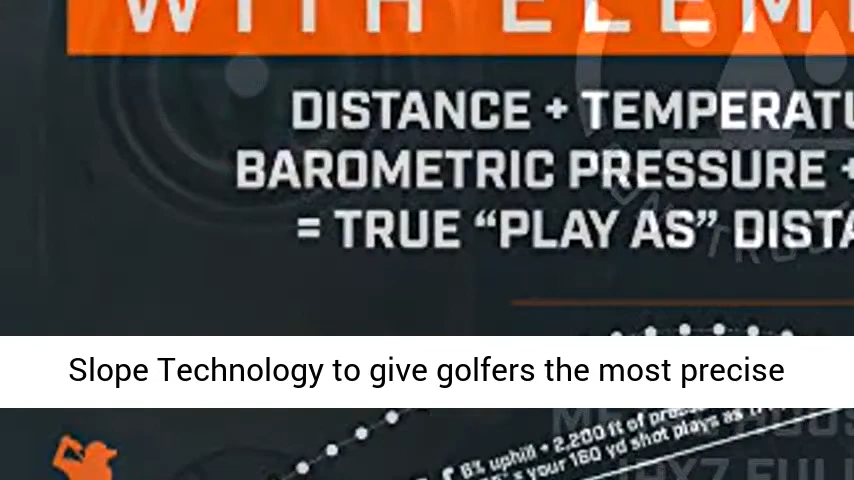 WITH ELEM
DISTANCE + TEMPERATU
BAROMETRIC PRESSURE +
= TRUE “PLAY AS” DISTA
Slope Technology to give golfers the most precise
6% uphill • 2,200 ft of
your 160 yd shot plays as